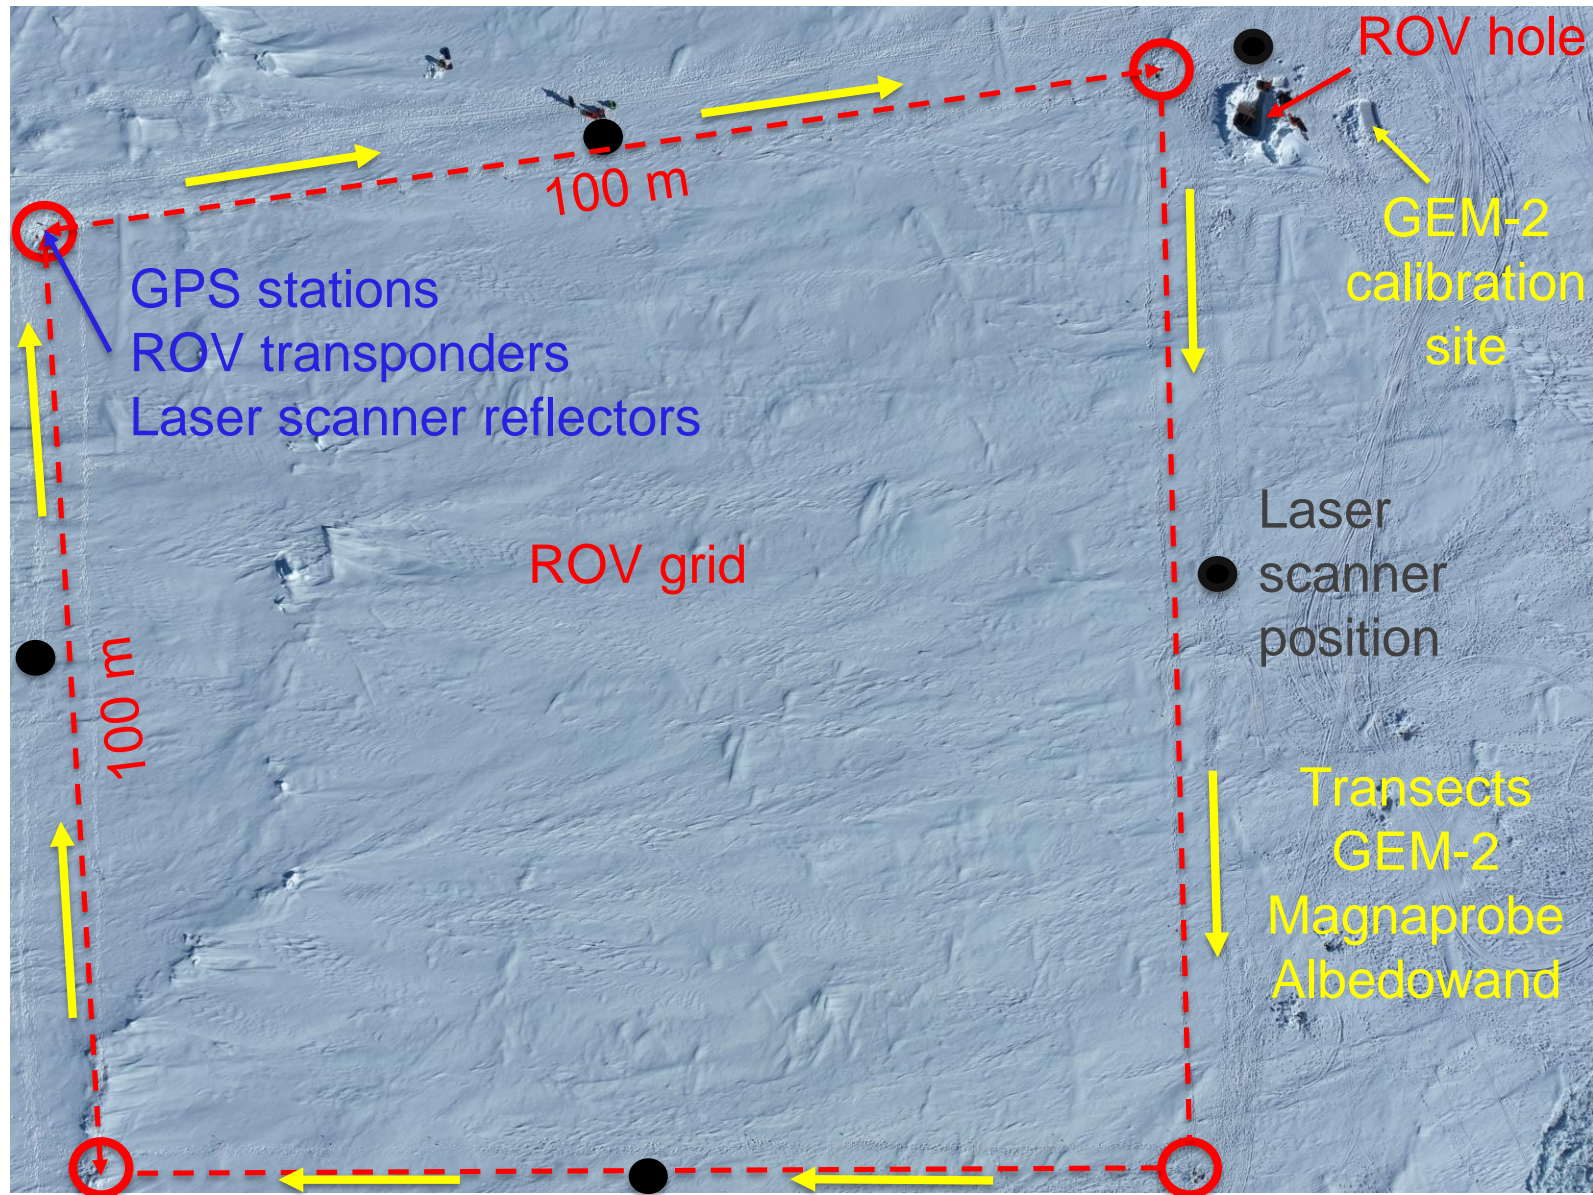 ROV hole
100 m
GEM-2
calibration
site
GPS stations
ROV transponders
Laser scanner reflectors
ROV grid
Laser
scanner
position
100 m
Transects
GEM-2
Magnaprobe
Albedowand